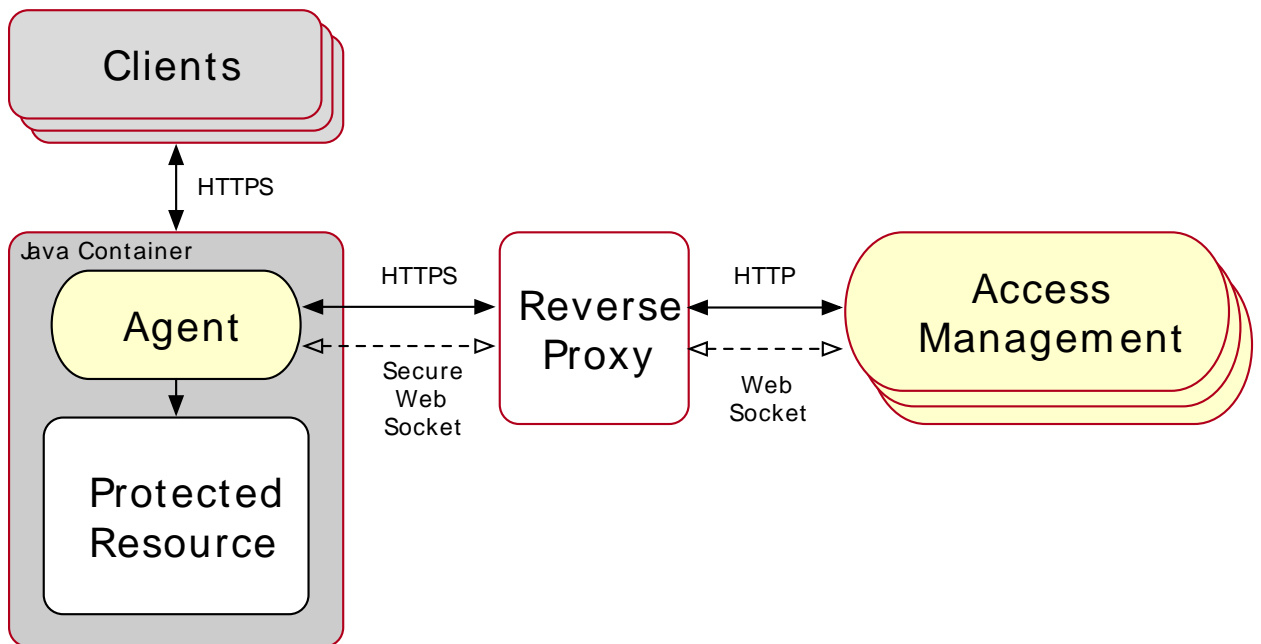 Clients
HTTPS
Java Container
Agent
Protected
Resource
HTTPS
Secure
Web
Socket
Reverse
Proxy
HTTP
Web
Socket
Access
Management